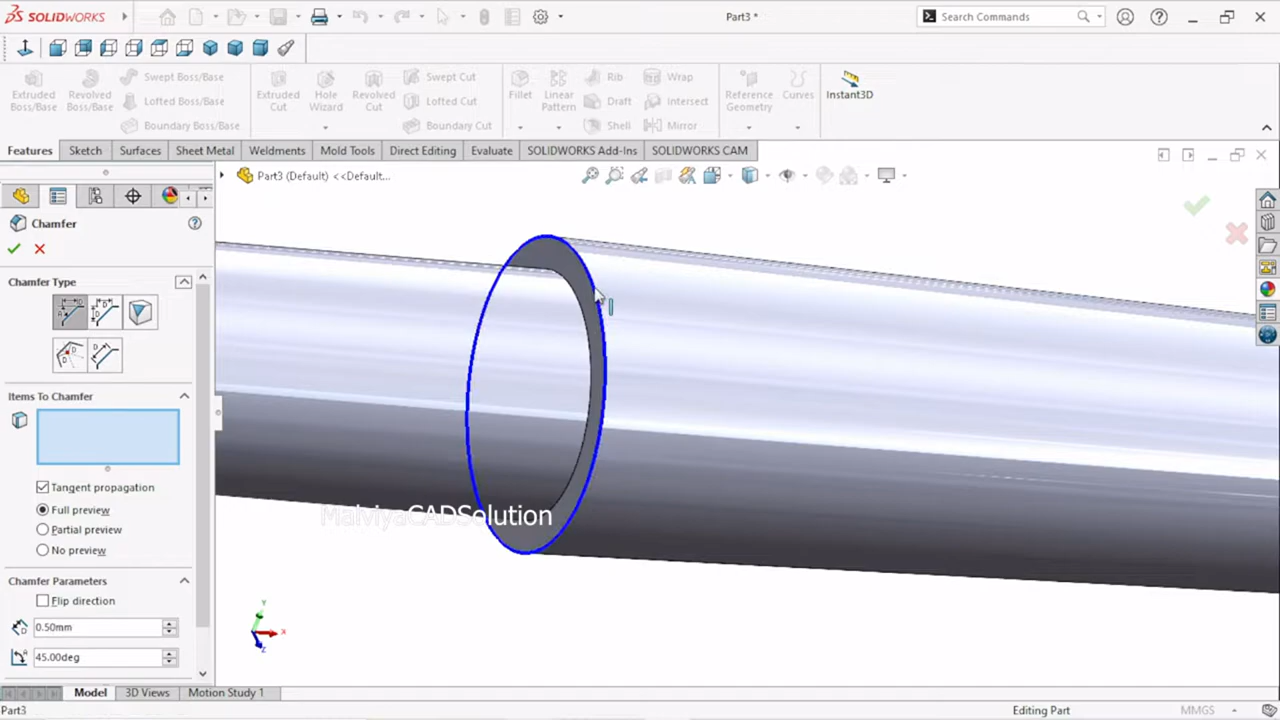 SOLIDWORKS
Part3 *
Search Commands
Extruded Boss/Base
Revolved Boss/Base
Swept Boss/Base
Lofted Boss/Base
Boundary Boss/Base
Extruded Cut
Hole Wizard
Revolved Cut
Swept Cut
Lofted Cut
Boundary Cut
Fillet
Linear Pattern
Rib
Draft
Shell
Wrap
Intersect
Mirror
Reference Geometry
Curves
Instant3D
Features
Sketch
Surfaces
Sheet Metal
Weldments
Mold Tools
Direct Editing
Evaluate
SOLIDWORKS Add-Ins
SOLIDWORKS CAM
Part3 (Default) <<Default...
Chamfer
Chamfer Type
Items To Chamfer
Tangent propagation
Full preview
Partial preview
No preview
Chamfer Parameters
Flip direction
0.50mm
45.00deg
MalviyaCADSolution
Y
X
Z
Model
3D Views
Motion Study 1
Part3
Editing Part
MMGS